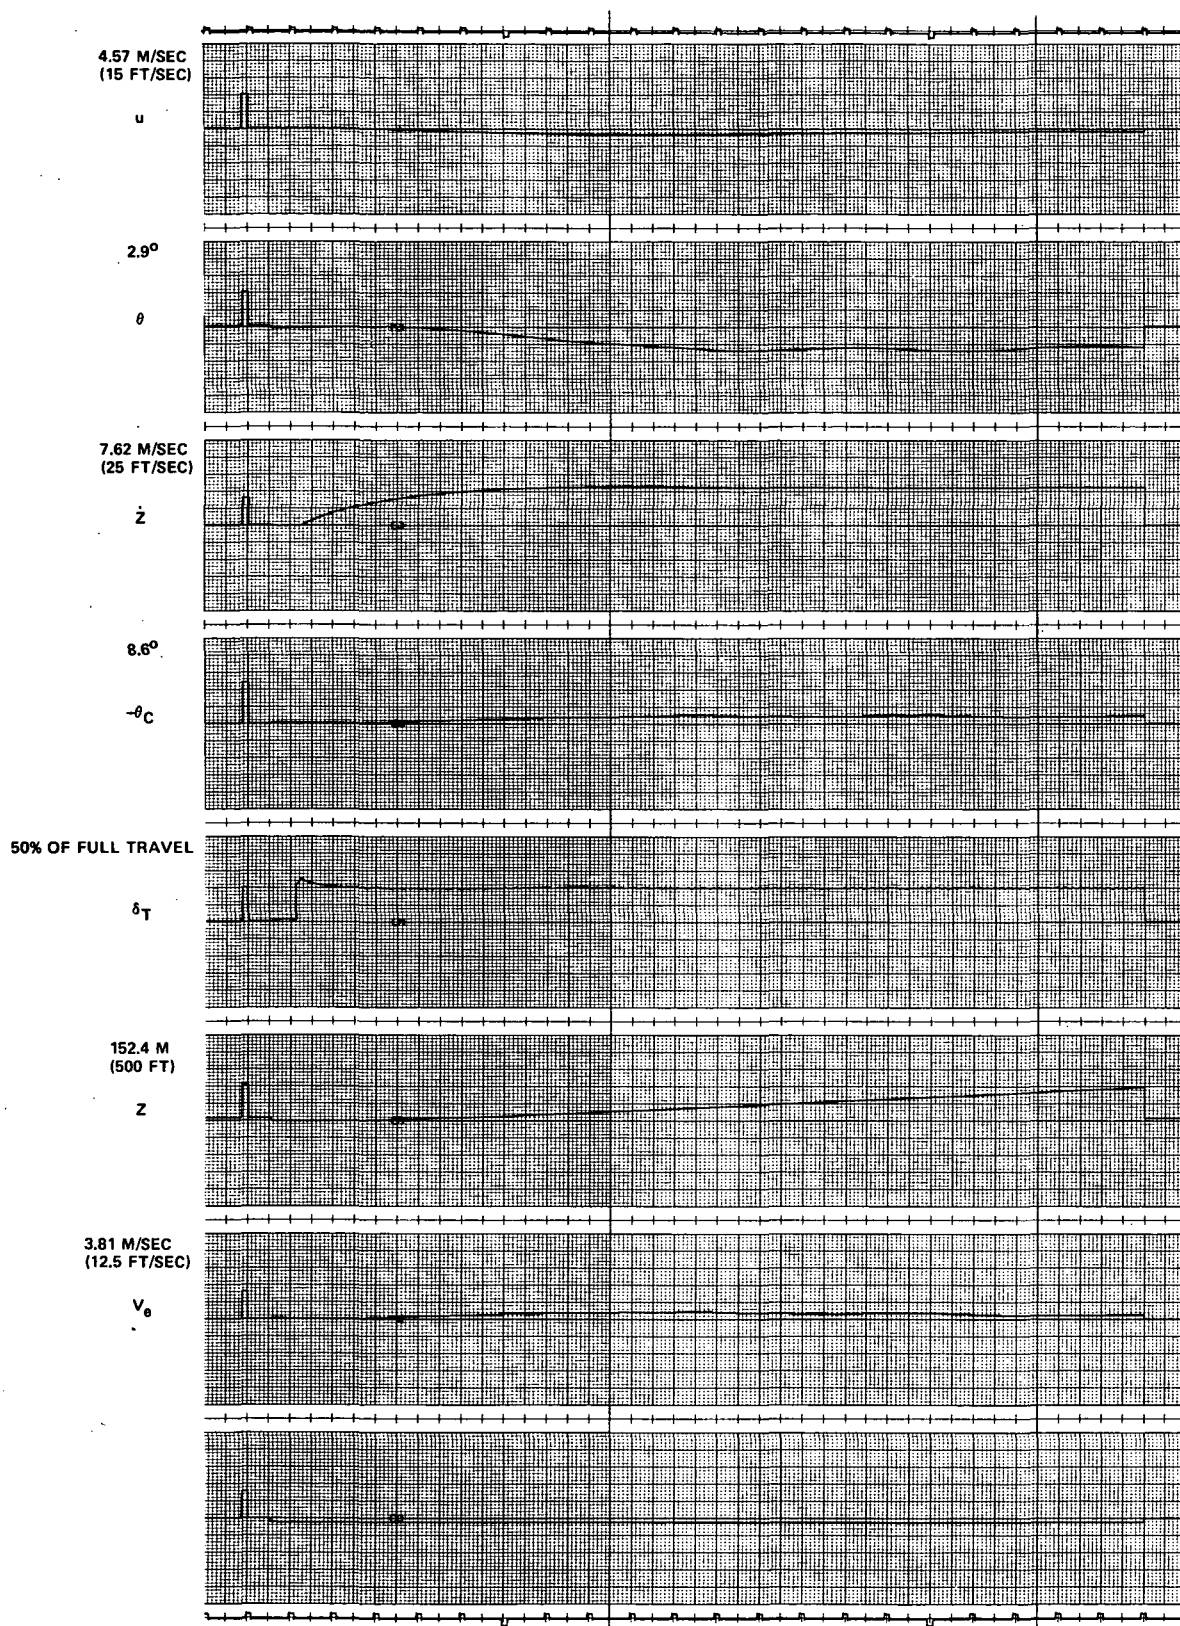 4.57 M/SEC
(15 FT/SEC)
u
2.9°
θ
7.62 M/SEC
(25 FT/SEC)
Ż
8.6°
-θC
50% OF FULL TRAVEL
δT
152.4 M
(500 FT)
Z
3.81 M/SEC
(12.5 FT/SEC)
Ve